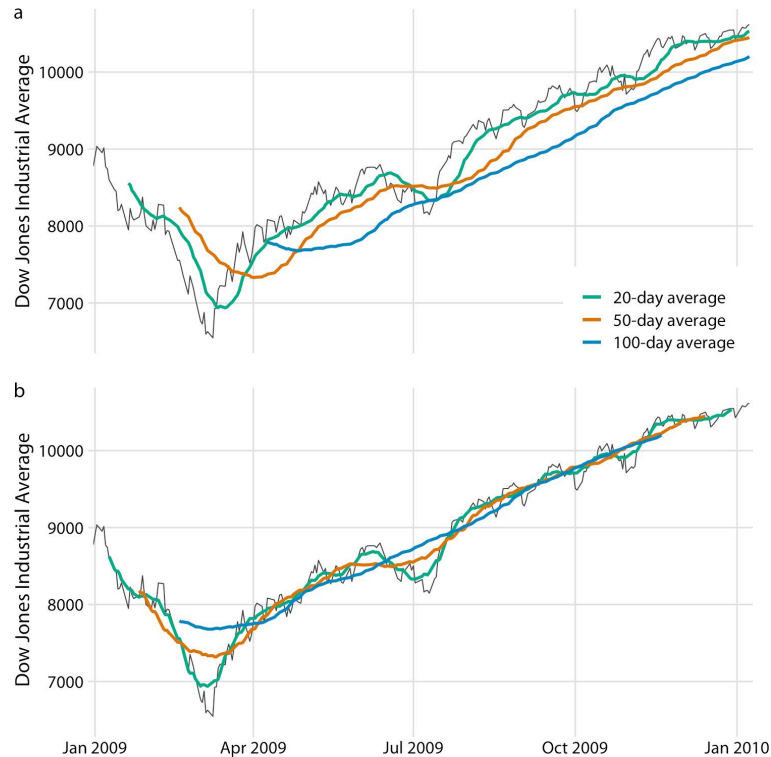 a
Dow Jones Industrial Average
10000
9000
8000
7000
20-day average
50-day average
100-day average
b
Dow Jones Industrial Average
10000
9000
8000
7000
Jan 2009 Apr 2009 Jul 2009 Oct 2009 Jan 2010